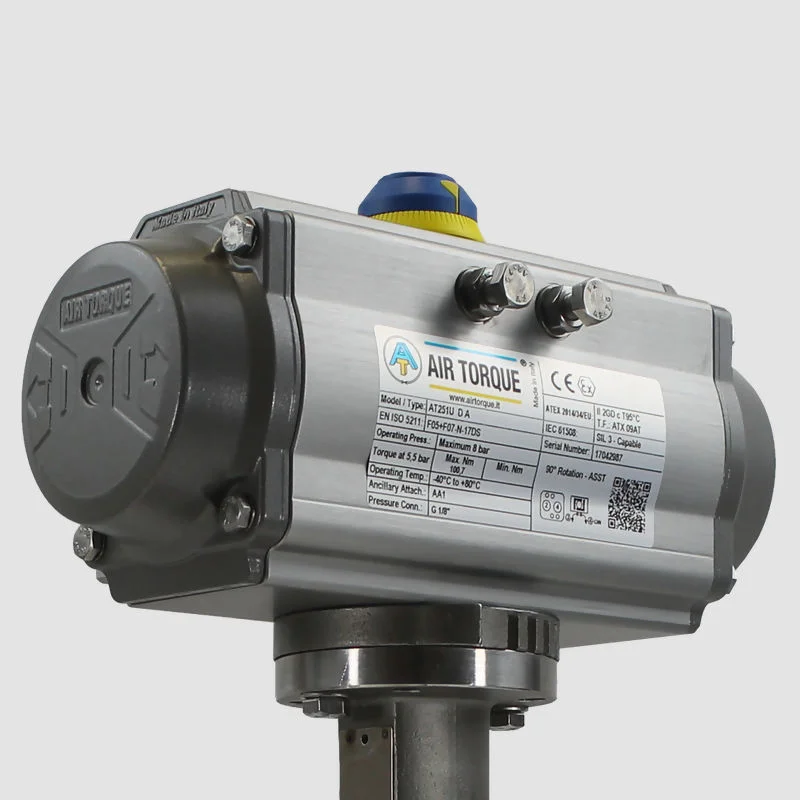 Made in Italy
AIR TORQUE
AT AIR TORQUE ®
www.airtorque.it
Made in Italy
CE Ex
Model / Type: AT251U D A
EN ISO 5211: F05+F07-N-17DS
Operating Press.: Maximum 8 bar
Torque at 5,5 bar Max. Nm 100,7 Min. Nm
Operating Temp.: -40°C to +80°C
Ancillary Attach.: AA1
Pressure Conn.: G 1/8"
ATEX 2014/34/EU II 2GD c T95°C
T.F.: ATX 09AT
IEC 61508: SIL 3 - Capable
Serial Number: 17042987
90° Rotation - ASST
2 4